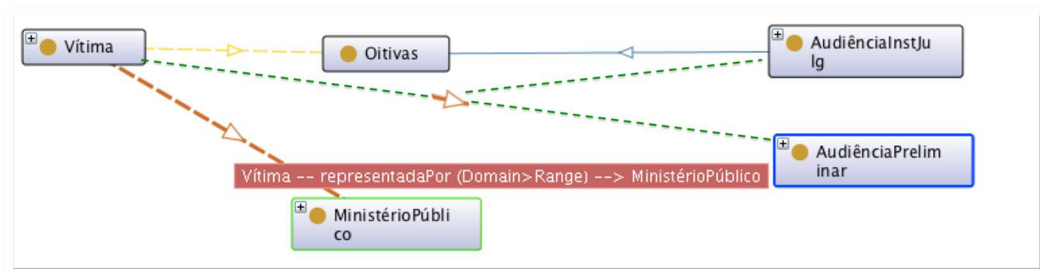 Vítima
Oitivas
AudiênciaInstJu
lg
AudiênciaPrelim
inar
Vítima -- representadaPor (Domain>Range) --> MinistérioPúblico
MinistérioPúbli
co